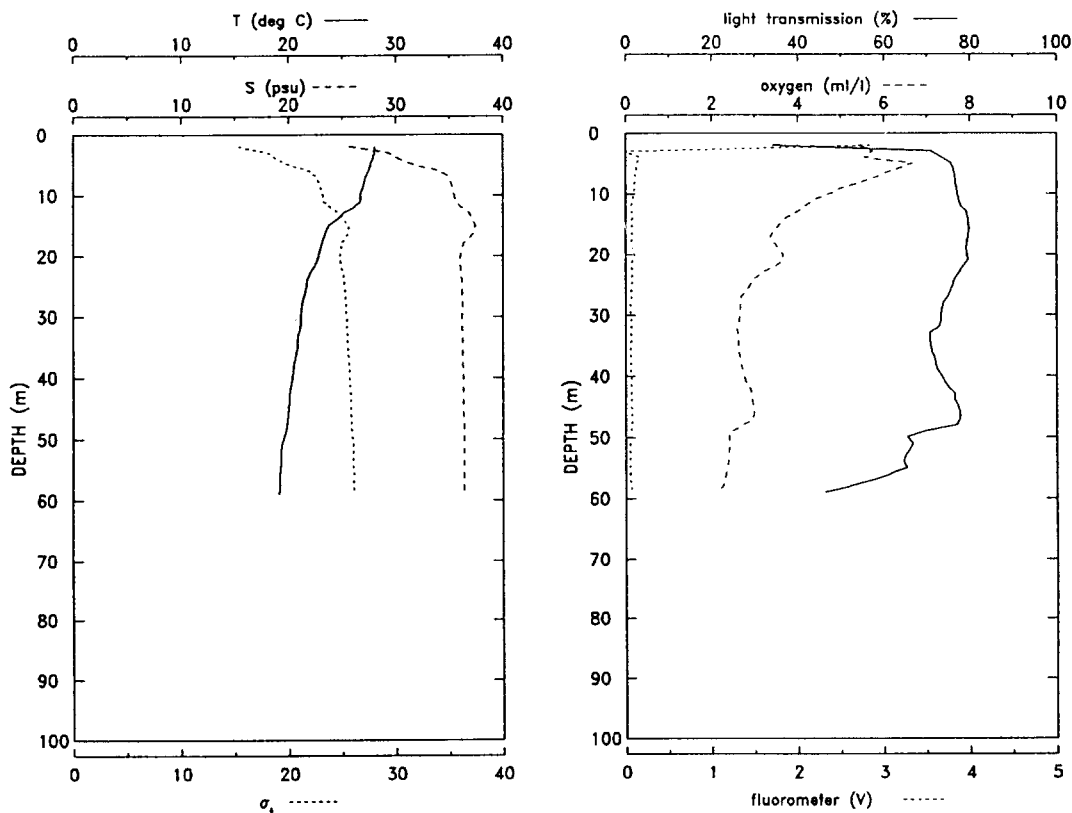 T (deg C)
0 10 20 30 40
S (psu)
0 10 20 30 40
0
10
20
30
40
50
60
70
80
90
100
DEPTH (m)
0 10 20 30 40
σt
light transmission (%)
0 20 40 60 80 100
oxygen (ml/l)
0 2 4 6 8 10
0
10
20
30
40
50
60
70
80
90
100
DEPTH (m)
0 1 2 3 4 5
fluorometer (V)